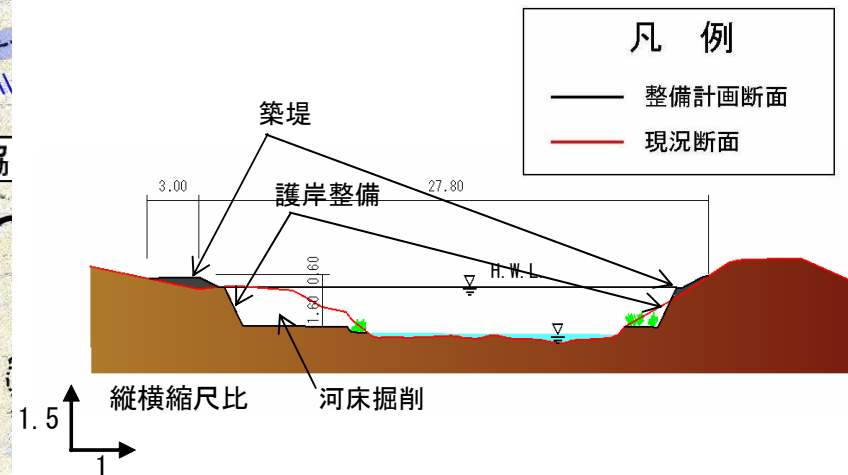 凡 例
整備計画断面
現況断面
築堤
3.00
護岸整備
27.80
0.60
1.60
H.W.L.
縦横縮尺比
河床掘削
1.5
1